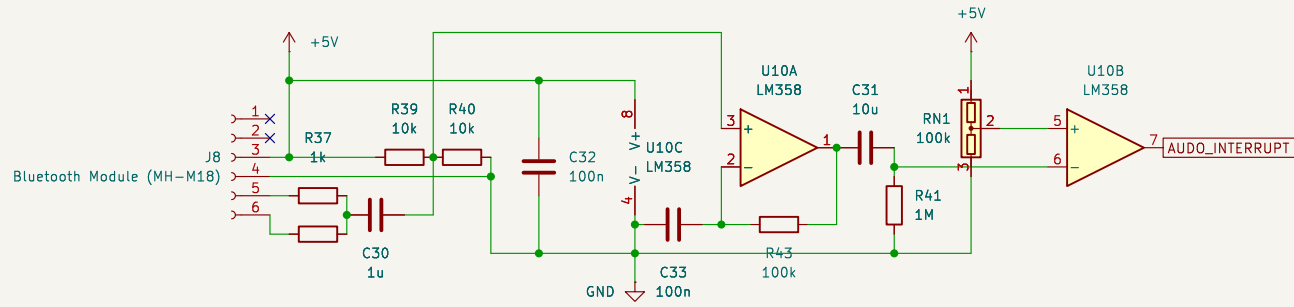 +5V
+5V
U10A
LM358
U10B
LM358
C31
10u
R39
10k
R40
10k
1
2
R37
1k
J8
3
4
5
6
Bluetooth Module (MH-M18)
C30
1u
C32
100n
8
V+
U10C
LM358
V-
4
3
+
2
-
1
RN1
100k
1
2
3
5
+
6
-
7
AUDO_INTERRUPT
R41
1M
R43
100k
C33
100n
GND